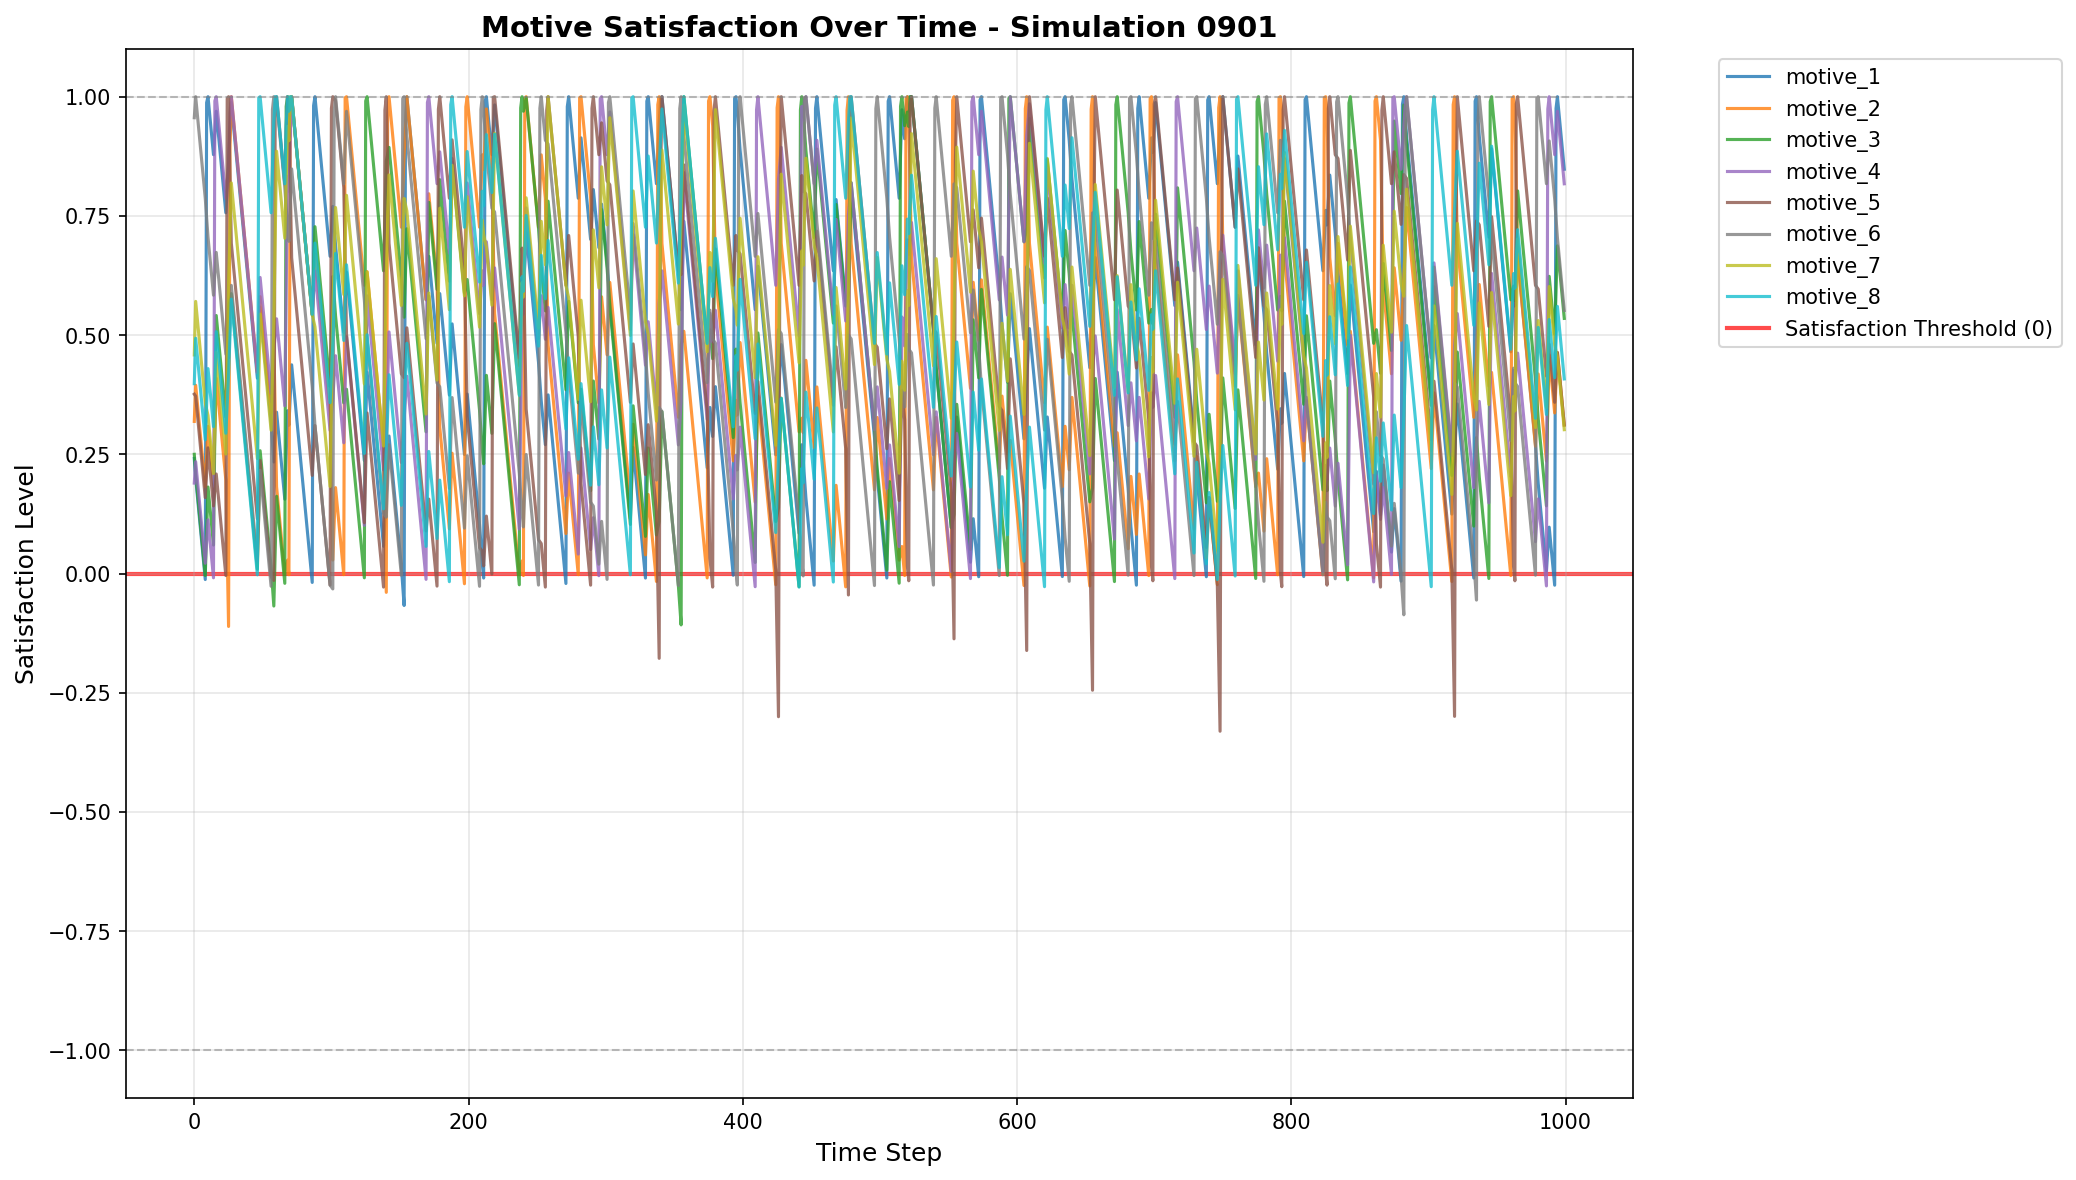 Motive Satisfaction Over Time - Simulation 0901
Satisfaction Level
1.00
0.75
0.50
0.25
0.00
−0.25
−0.50
−0.75
−1.00
0
200
400
600
800
1000
Time Step
motive_1
motive_2
motive_3
motive_4
motive_5
motive_6
motive_7
motive_8
Satisfaction Threshold (0)